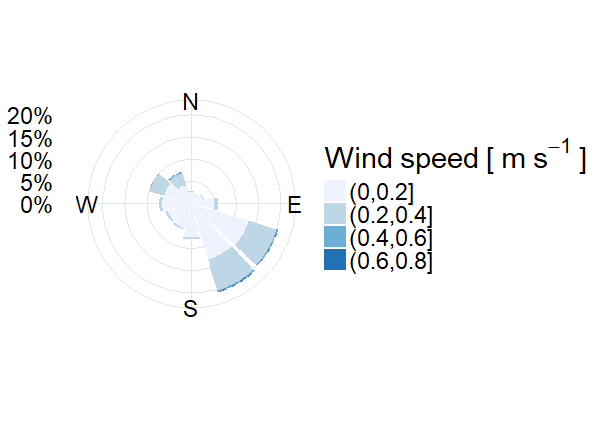 N
20%
15%
10%
5%
0%
W
E
S
Wind speed [ m s⁻¹ ]
(0,0.2]
(0.2,0.4]
(0.4,0.6]
(0.6,0.8]